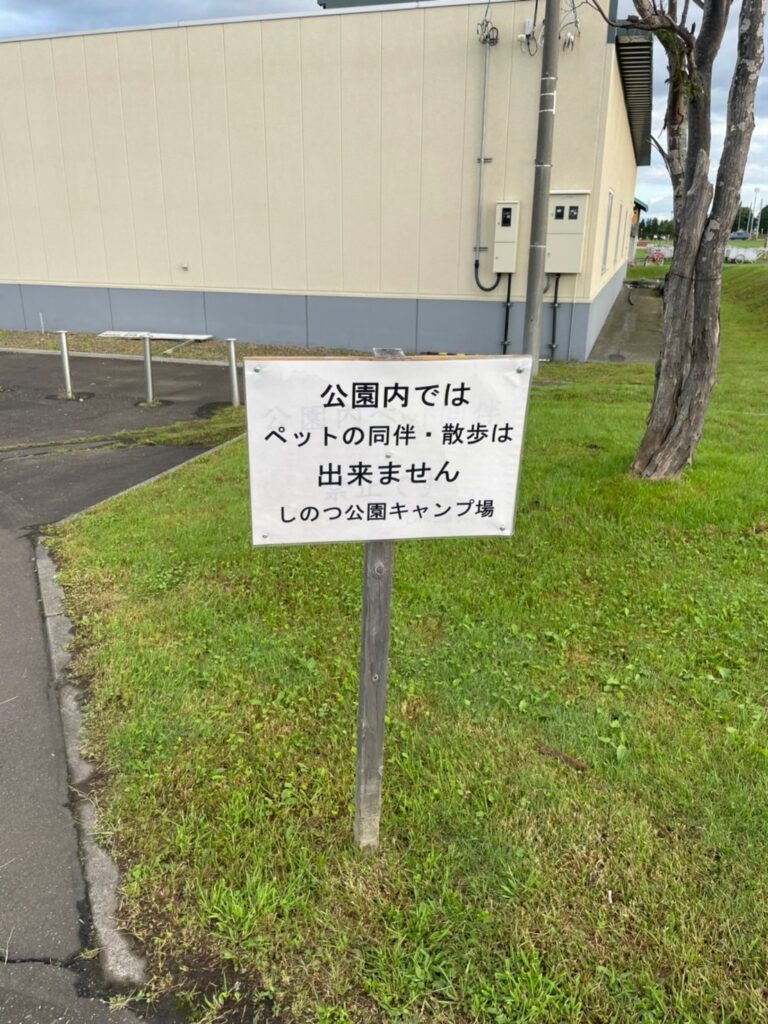 公園内では
ペットの同伴・散歩は
出来ません
しのつ公園キャンプ場